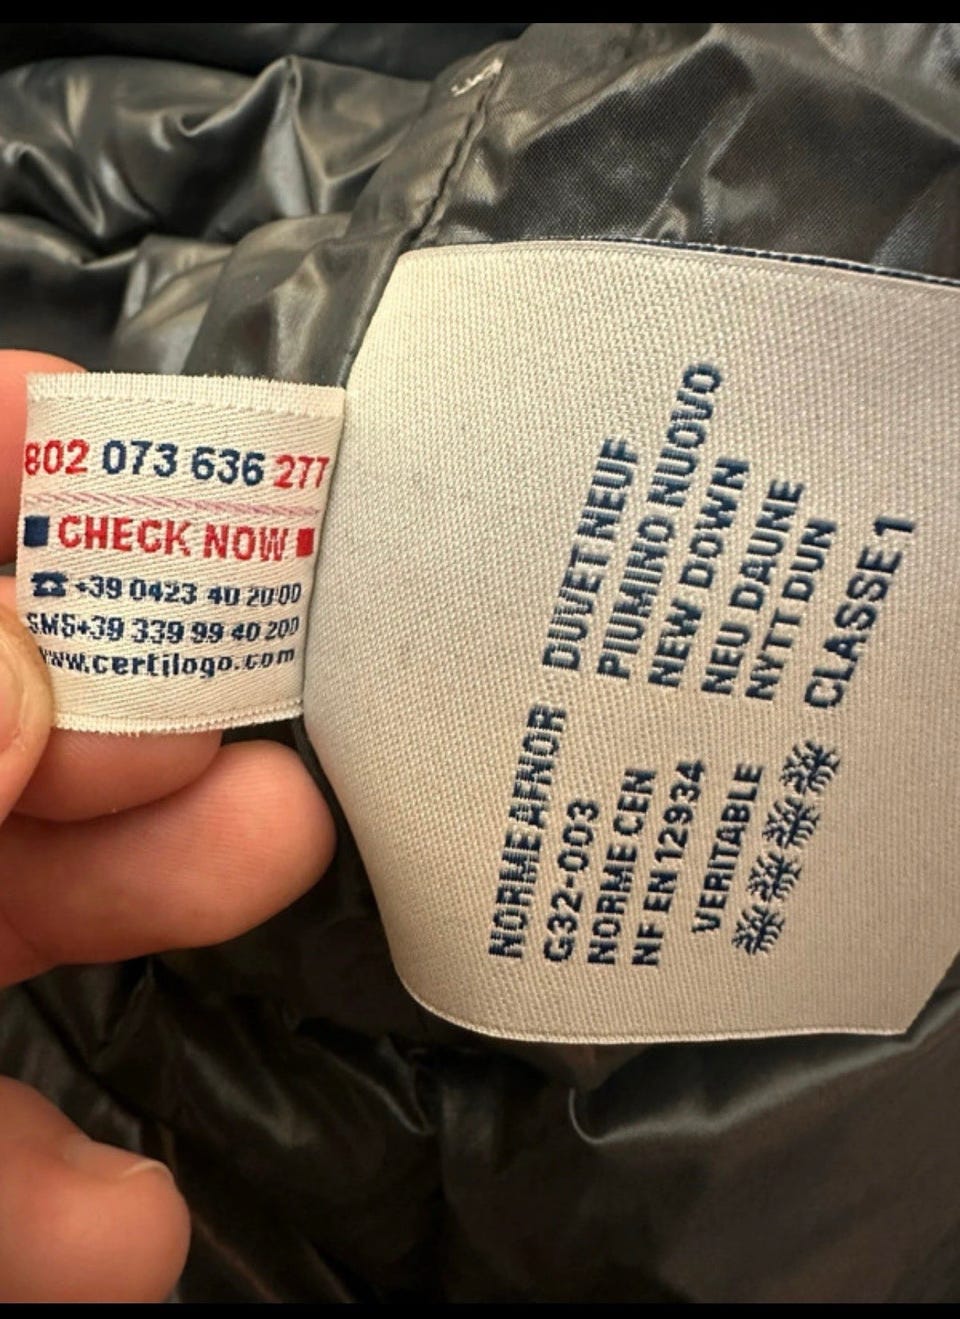 802 073 636 277
CHECK NOW
☎ +39 0423 40 20 00
SMS+39 339 99 40 200
www.certilogo.com
NORME AFNOR
G32-003
NORME CEN
NF EN 12934
VERITABLE
DUVET NEUF
PIUMINO NUOVO
NEW DOWN
NEU DAUNE
NYTT DUN
CLASSE 1